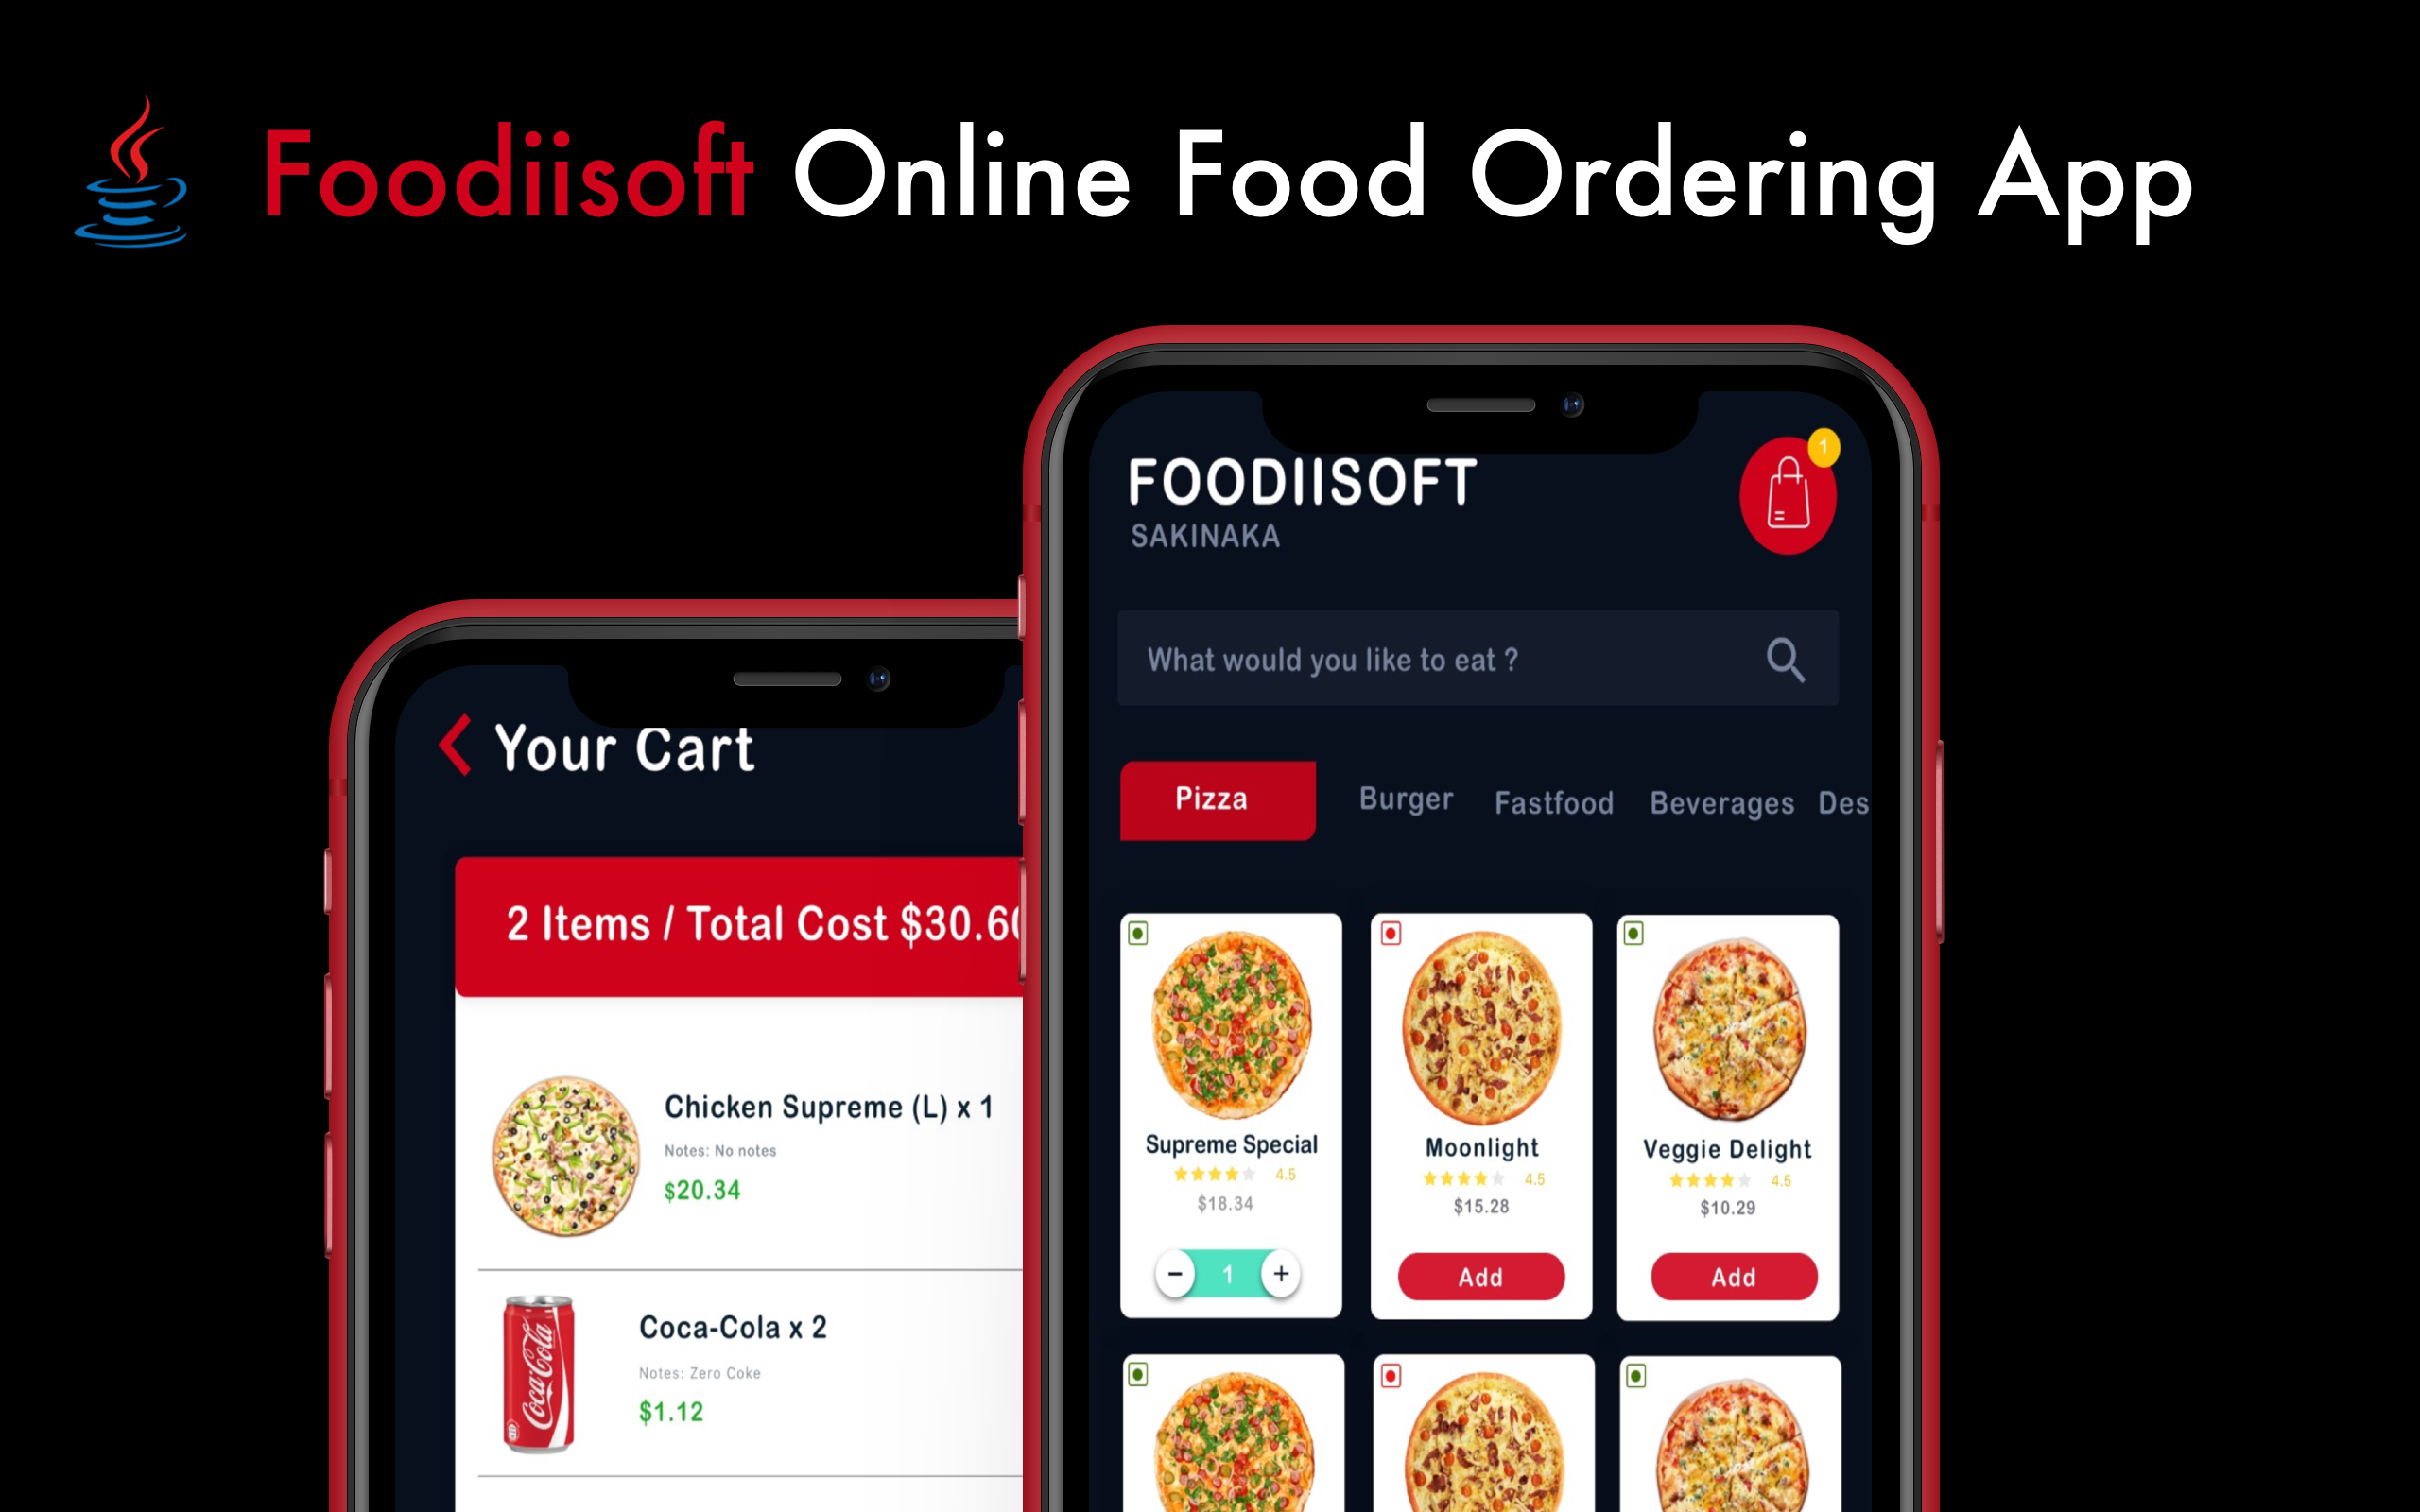 Foodiisoft Online Food Ordering App
FOODIISOFT
1
SAKINAKA
What would you like to eat ?
Pizza Burger Fastfood Beverages Des
Supreme Special
4.5
$18.34
1
Moonlight
4.5
$15.28
Add
Veggie Delight
4.5
$10.29
Add
Your Cart
2 Items / Total Cost $30.60
Chicken Supreme (L) x 1
Notes: No notes
$20.34
Coca-Cola
Coca-Cola x 2
Notes: Zero Coke
$1.12